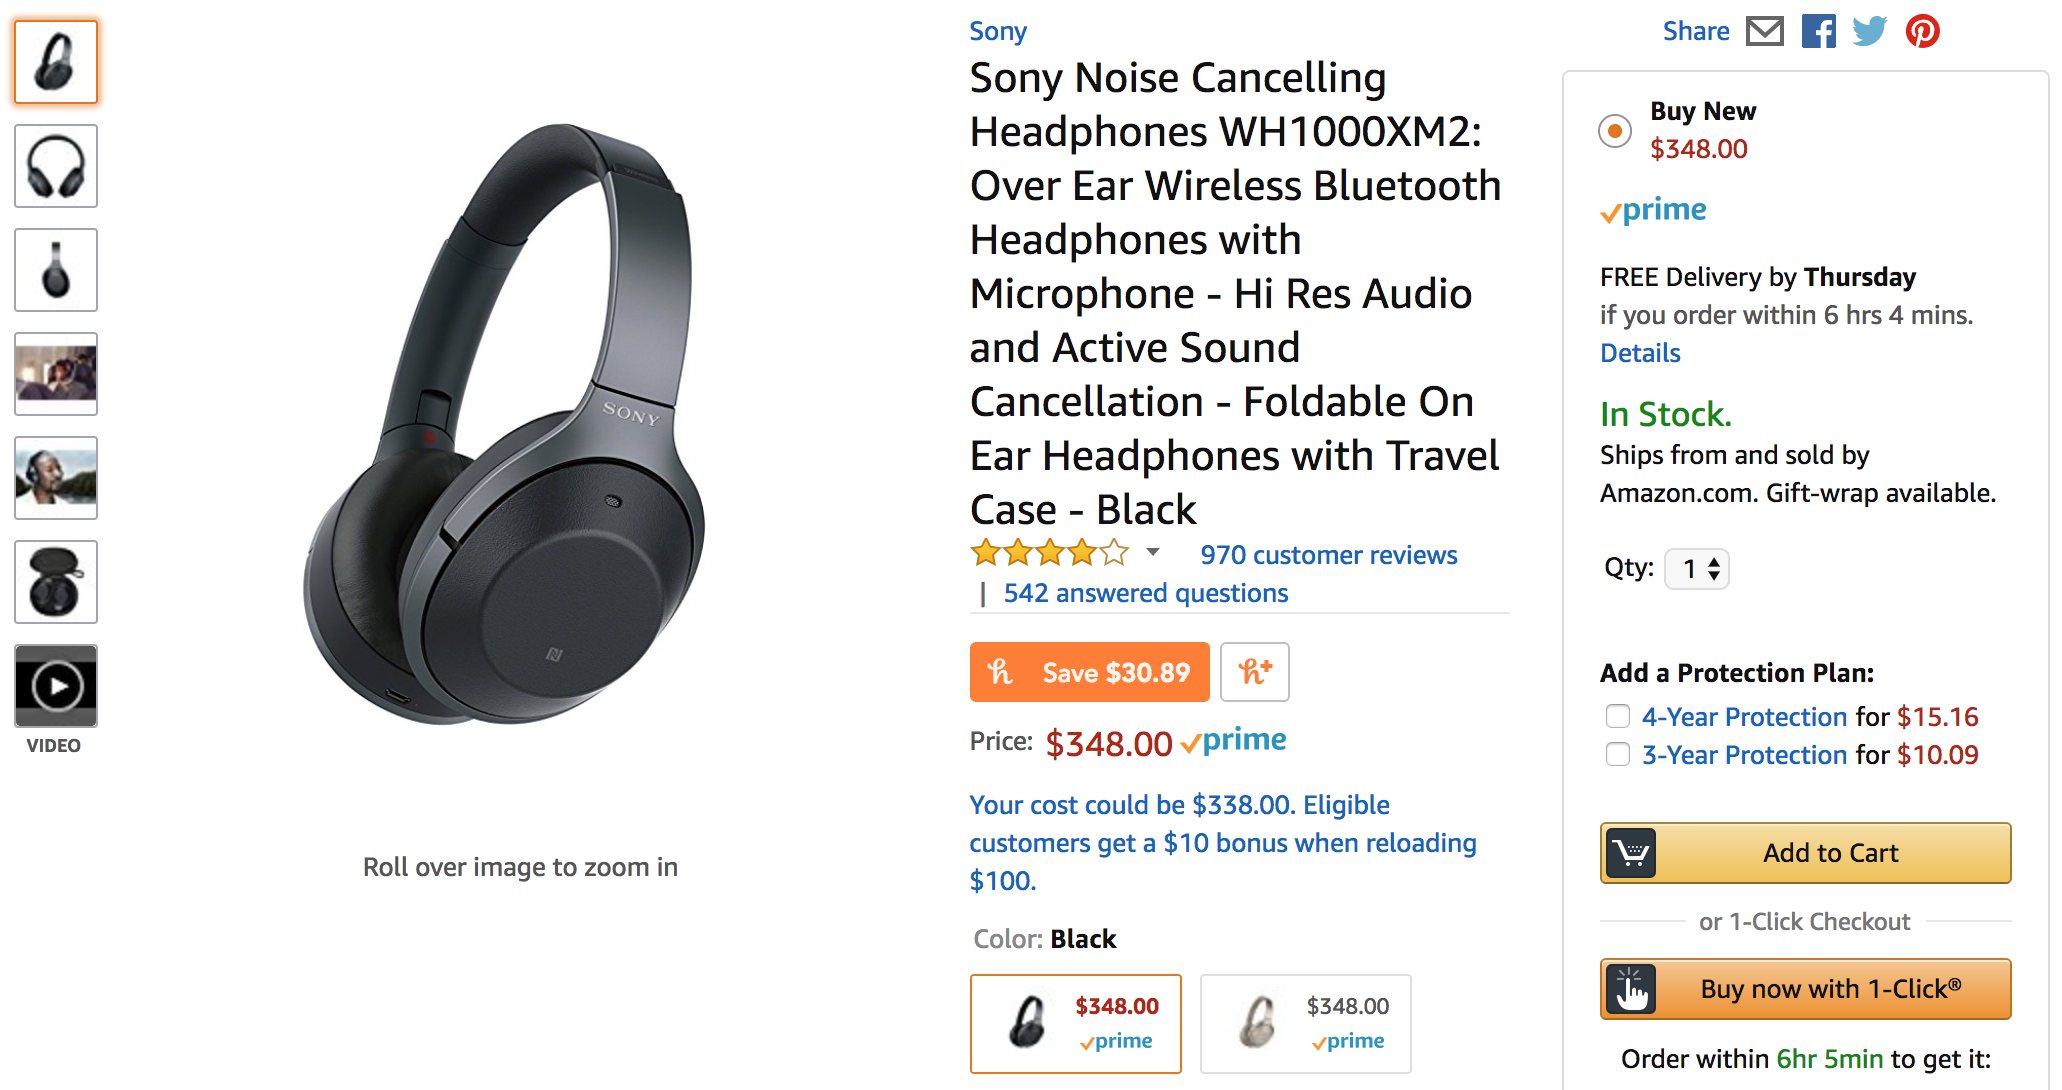 VIDEO
SONY
Roll over image to zoom in
Sony
Sony Noise Cancelling
Headphones WH1000XM2:
Over Ear Wireless Bluetooth
Headphones with
Microphone - Hi Res Audio
and Active Sound
Cancellation - Foldable On
Ear Headphones with Travel
Case - Black
970 customer reviews
| 542 answered questions
h Save $30.89 h+
Price: $348.00 prime
Your cost could be $338.00. Eligible
customers get a $10 bonus when reloading
$100.
Color: Black
$348.00
prime
$348.00
prime
Share
Buy New
$348.00
prime
FREE Delivery by Thursday
if you order within 6 hrs 4 mins.
Details
In Stock.
Ships from and sold by
Amazon.com. Gift-wrap available.
Qty: 1
Add a Protection Plan:
4-Year Protection for $15.16
3-Year Protection for $10.09
Add to Cart
or 1-Click Checkout
Buy now with 1-Click®
Order within 6hr 5min to get it: